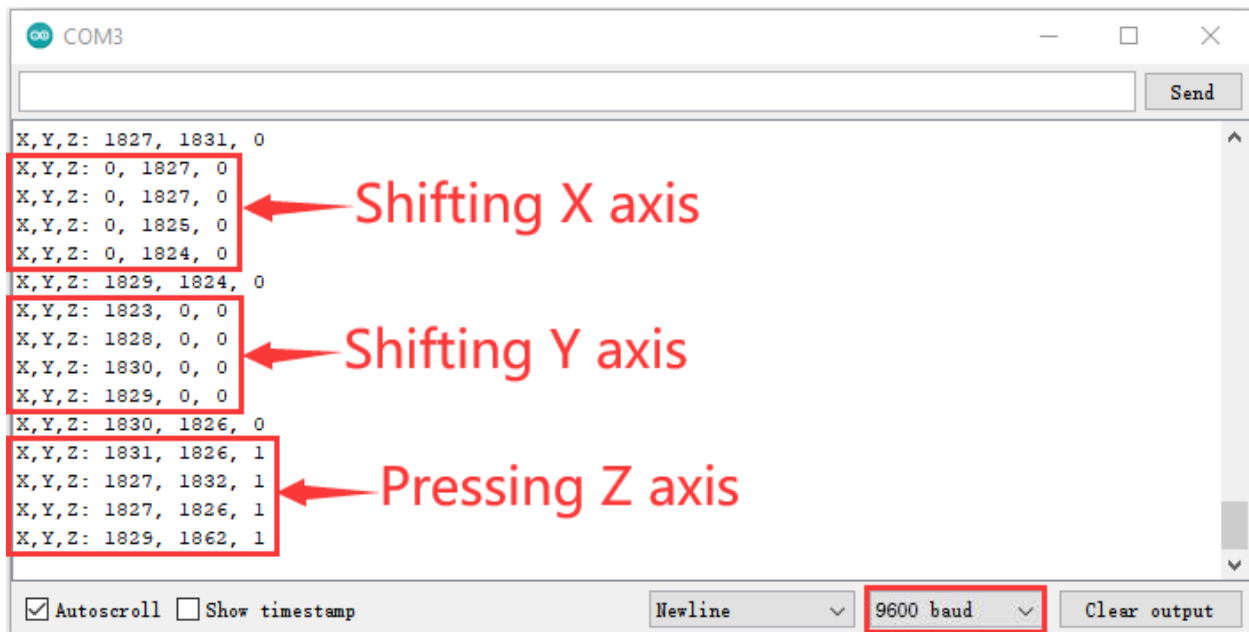 COM3
Send
X,Y,Z: 1827, 1831, 0
X,Y,Z: 0, 1827, 0
X,Y,Z: 0, 1827, 0
X,Y,Z: 0, 1825, 0
X,Y,Z: 0, 1824, 0
Shifting X axis
X,Y,Z: 1829, 1824, 0
X,Y,Z: 1823, 0, 0
X,Y,Z: 1828, 0, 0
X,Y,Z: 1830, 0, 0
X,Y,Z: 1829, 0, 0
Shifting Y axis
X,Y,Z: 1830, 1826, 0
X,Y,Z: 1831, 1826, 1
X,Y,Z: 1827, 1832, 1
X,Y,Z: 1827, 1826, 1
X,Y,Z: 1829, 1862, 1
Pressing Z axis
Autoscroll Show timestamp Newline 9600 baud Clear output